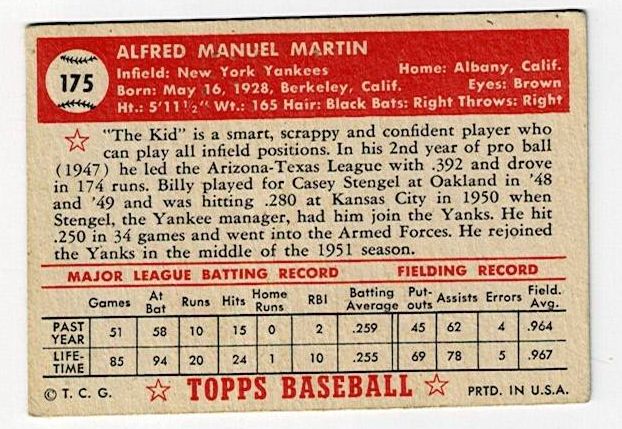 175
ALFRED MANUEL MARTIN
Infield: New York Yankees Home: Albany, Calif.
Born: May 16, 1928, Berkeley, Calif. Eyes: Brown
Ht.: 5'11½" Wt.: 165 Hair: Black Bats: Right Throws: Right
"The Kid" is a smart, scrappy and confident player who
can play all infield positions. In his 2nd year of pro ball
(1947) he led the Arizona-Texas League with .392 and drove
in 174 runs. Billy played for Casey Stengel at Oakland in '48
and '49 and was hitting .280 at Kansas City in 1950 when
Stengel, the Yankee manager, had him join the Yanks. He hit
.250 in 34 games and went into the Armed Forces. He rejoined
the Yanks in the middle of the 1951 season.
MAJOR LEAGUE BATTING RECORD FIELDING RECORD
Games At Bat Runs Hits Home Runs RBI Batting Average Put-outs Assists Errors Field. Avg.
PAST YEAR 51 58 10 15 0 2 .259 45 62 4 .964
LIFE-TIME 85 94 20 24 1 10 .255 69 78 5 .967
© T. C. G. TOPPS BASEBALL PRTD. IN U.S.A.